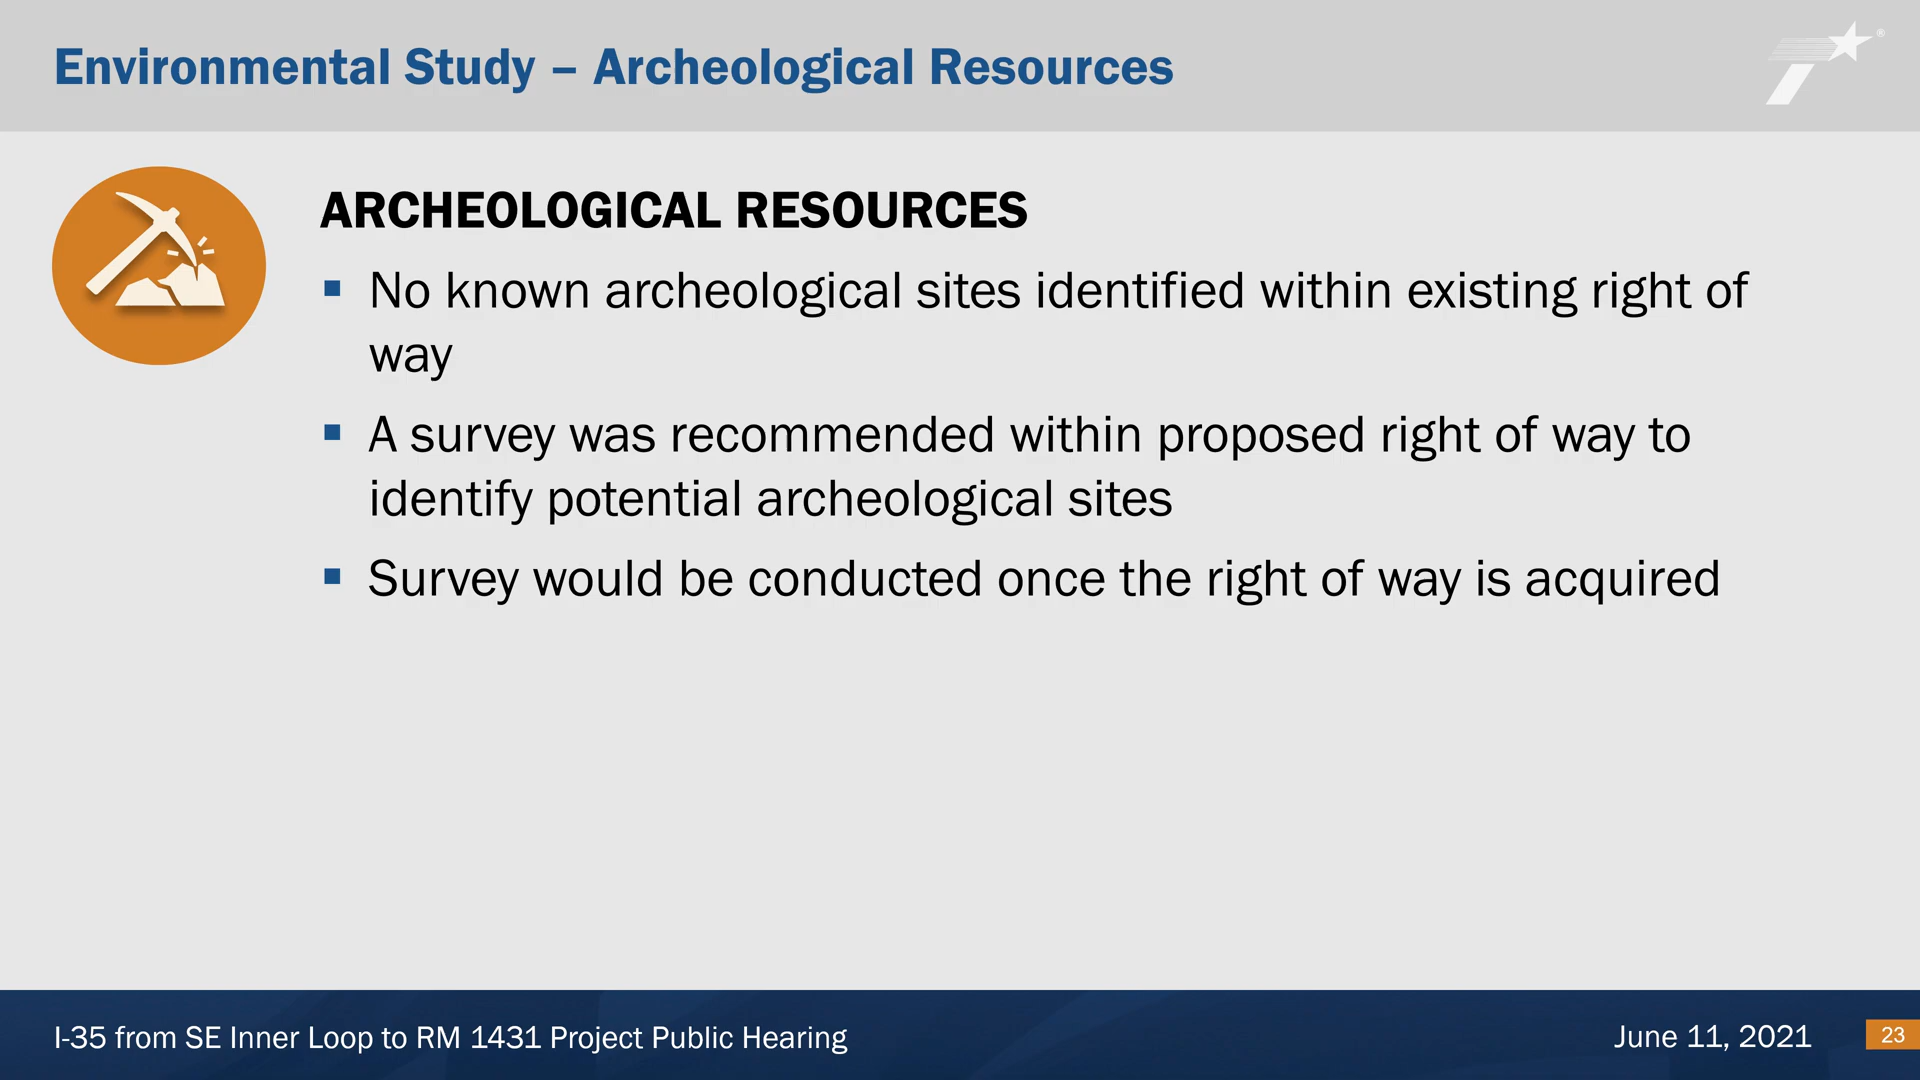 Environmental Study – Archeological Resources
®
ARCHEOLOGICAL RESOURCES
▪ No known archeological sites identified within existing right of
way
▪ A survey was recommended within proposed right of way to
identify potential archeological sites
▪ Survey would be conducted once the right of way is acquired
I-35 from SE Inner Loop to RM 1431 Project Public Hearing
June 11, 2021
23